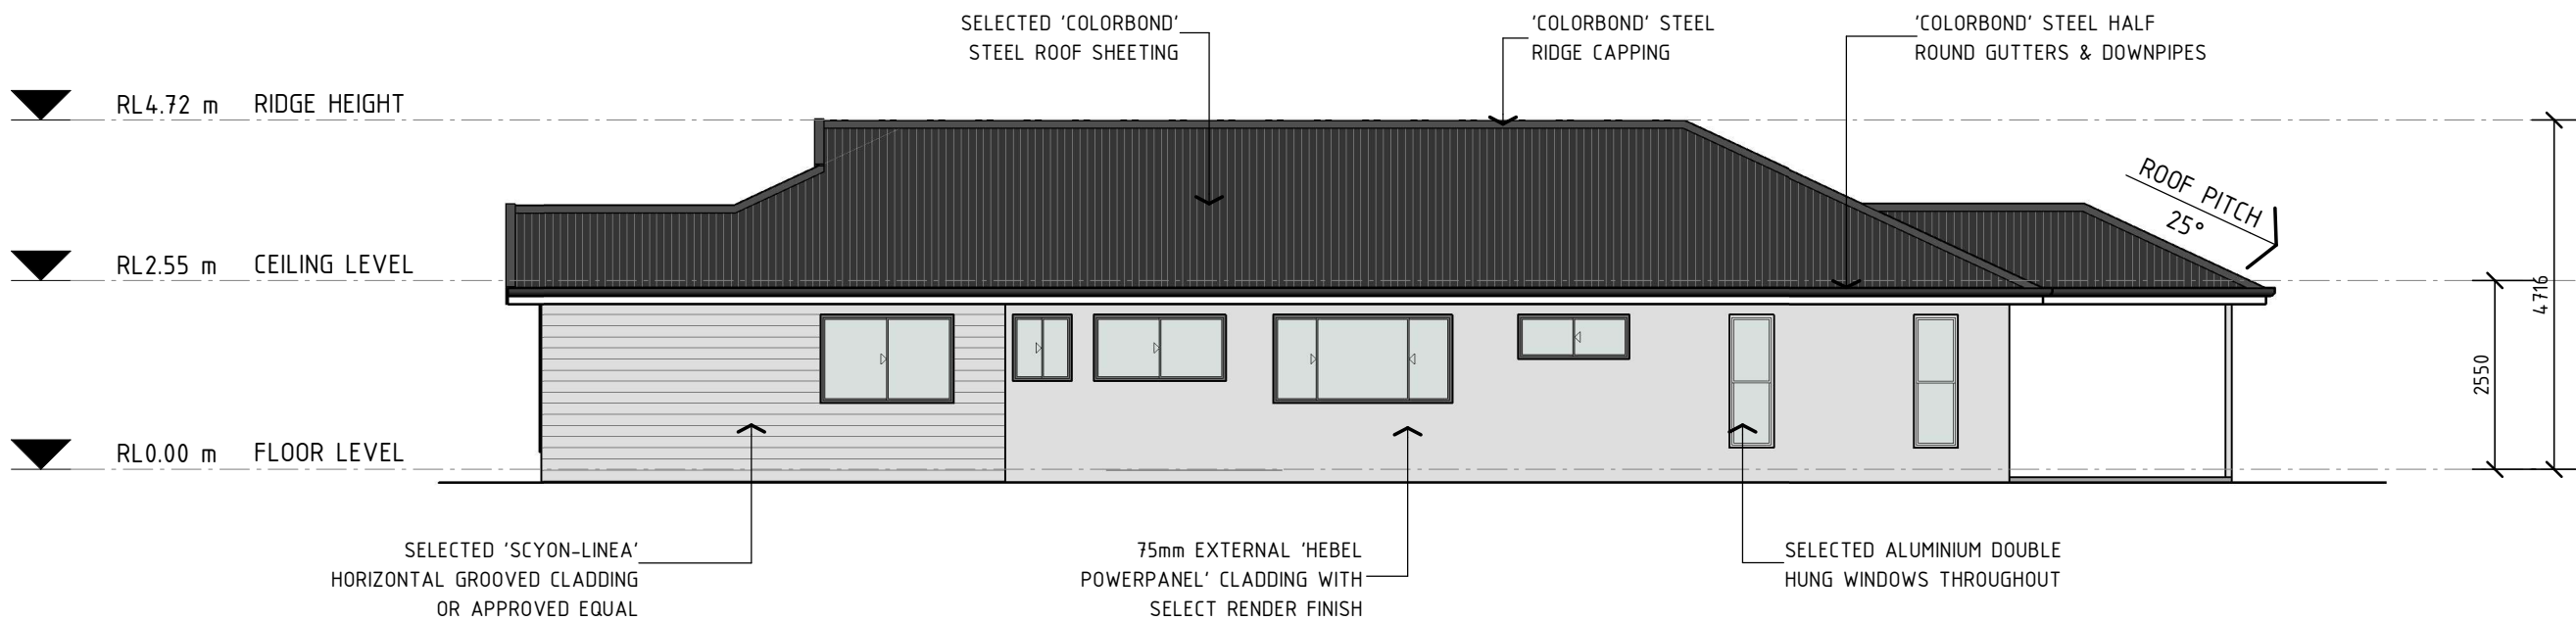 SELECTED 'COLORBOND'
STEEL ROOF SHEETING
'COLORBOND' STEEL
RIDGE CAPPING
'COLORBOND' STEEL HALF
ROUND GUTTERS & DOWNPIPES
RL4.72 m RIDGE HEIGHT
ROOF PITCH
25°
RL2.55 m CEILING LEVEL
4716
2550
RL0.00 m FLOOR LEVEL
SELECTED 'SCYON-LINEA'
HORIZONTAL GROOVED CLADDING
OR APPROVED EQUAL
75mm EXTERNAL 'HEBEL
POWERPANEL' CLADDING WITH
SELECT RENDER FINISH
SELECTED ALUMINIUM DOUBLE
HUNG WINDOWS THROUGHOUT